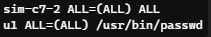 sim-c7-2 ALL=(ALL) ALL
u1 ALL=(ALL) /usr/bin/passwd